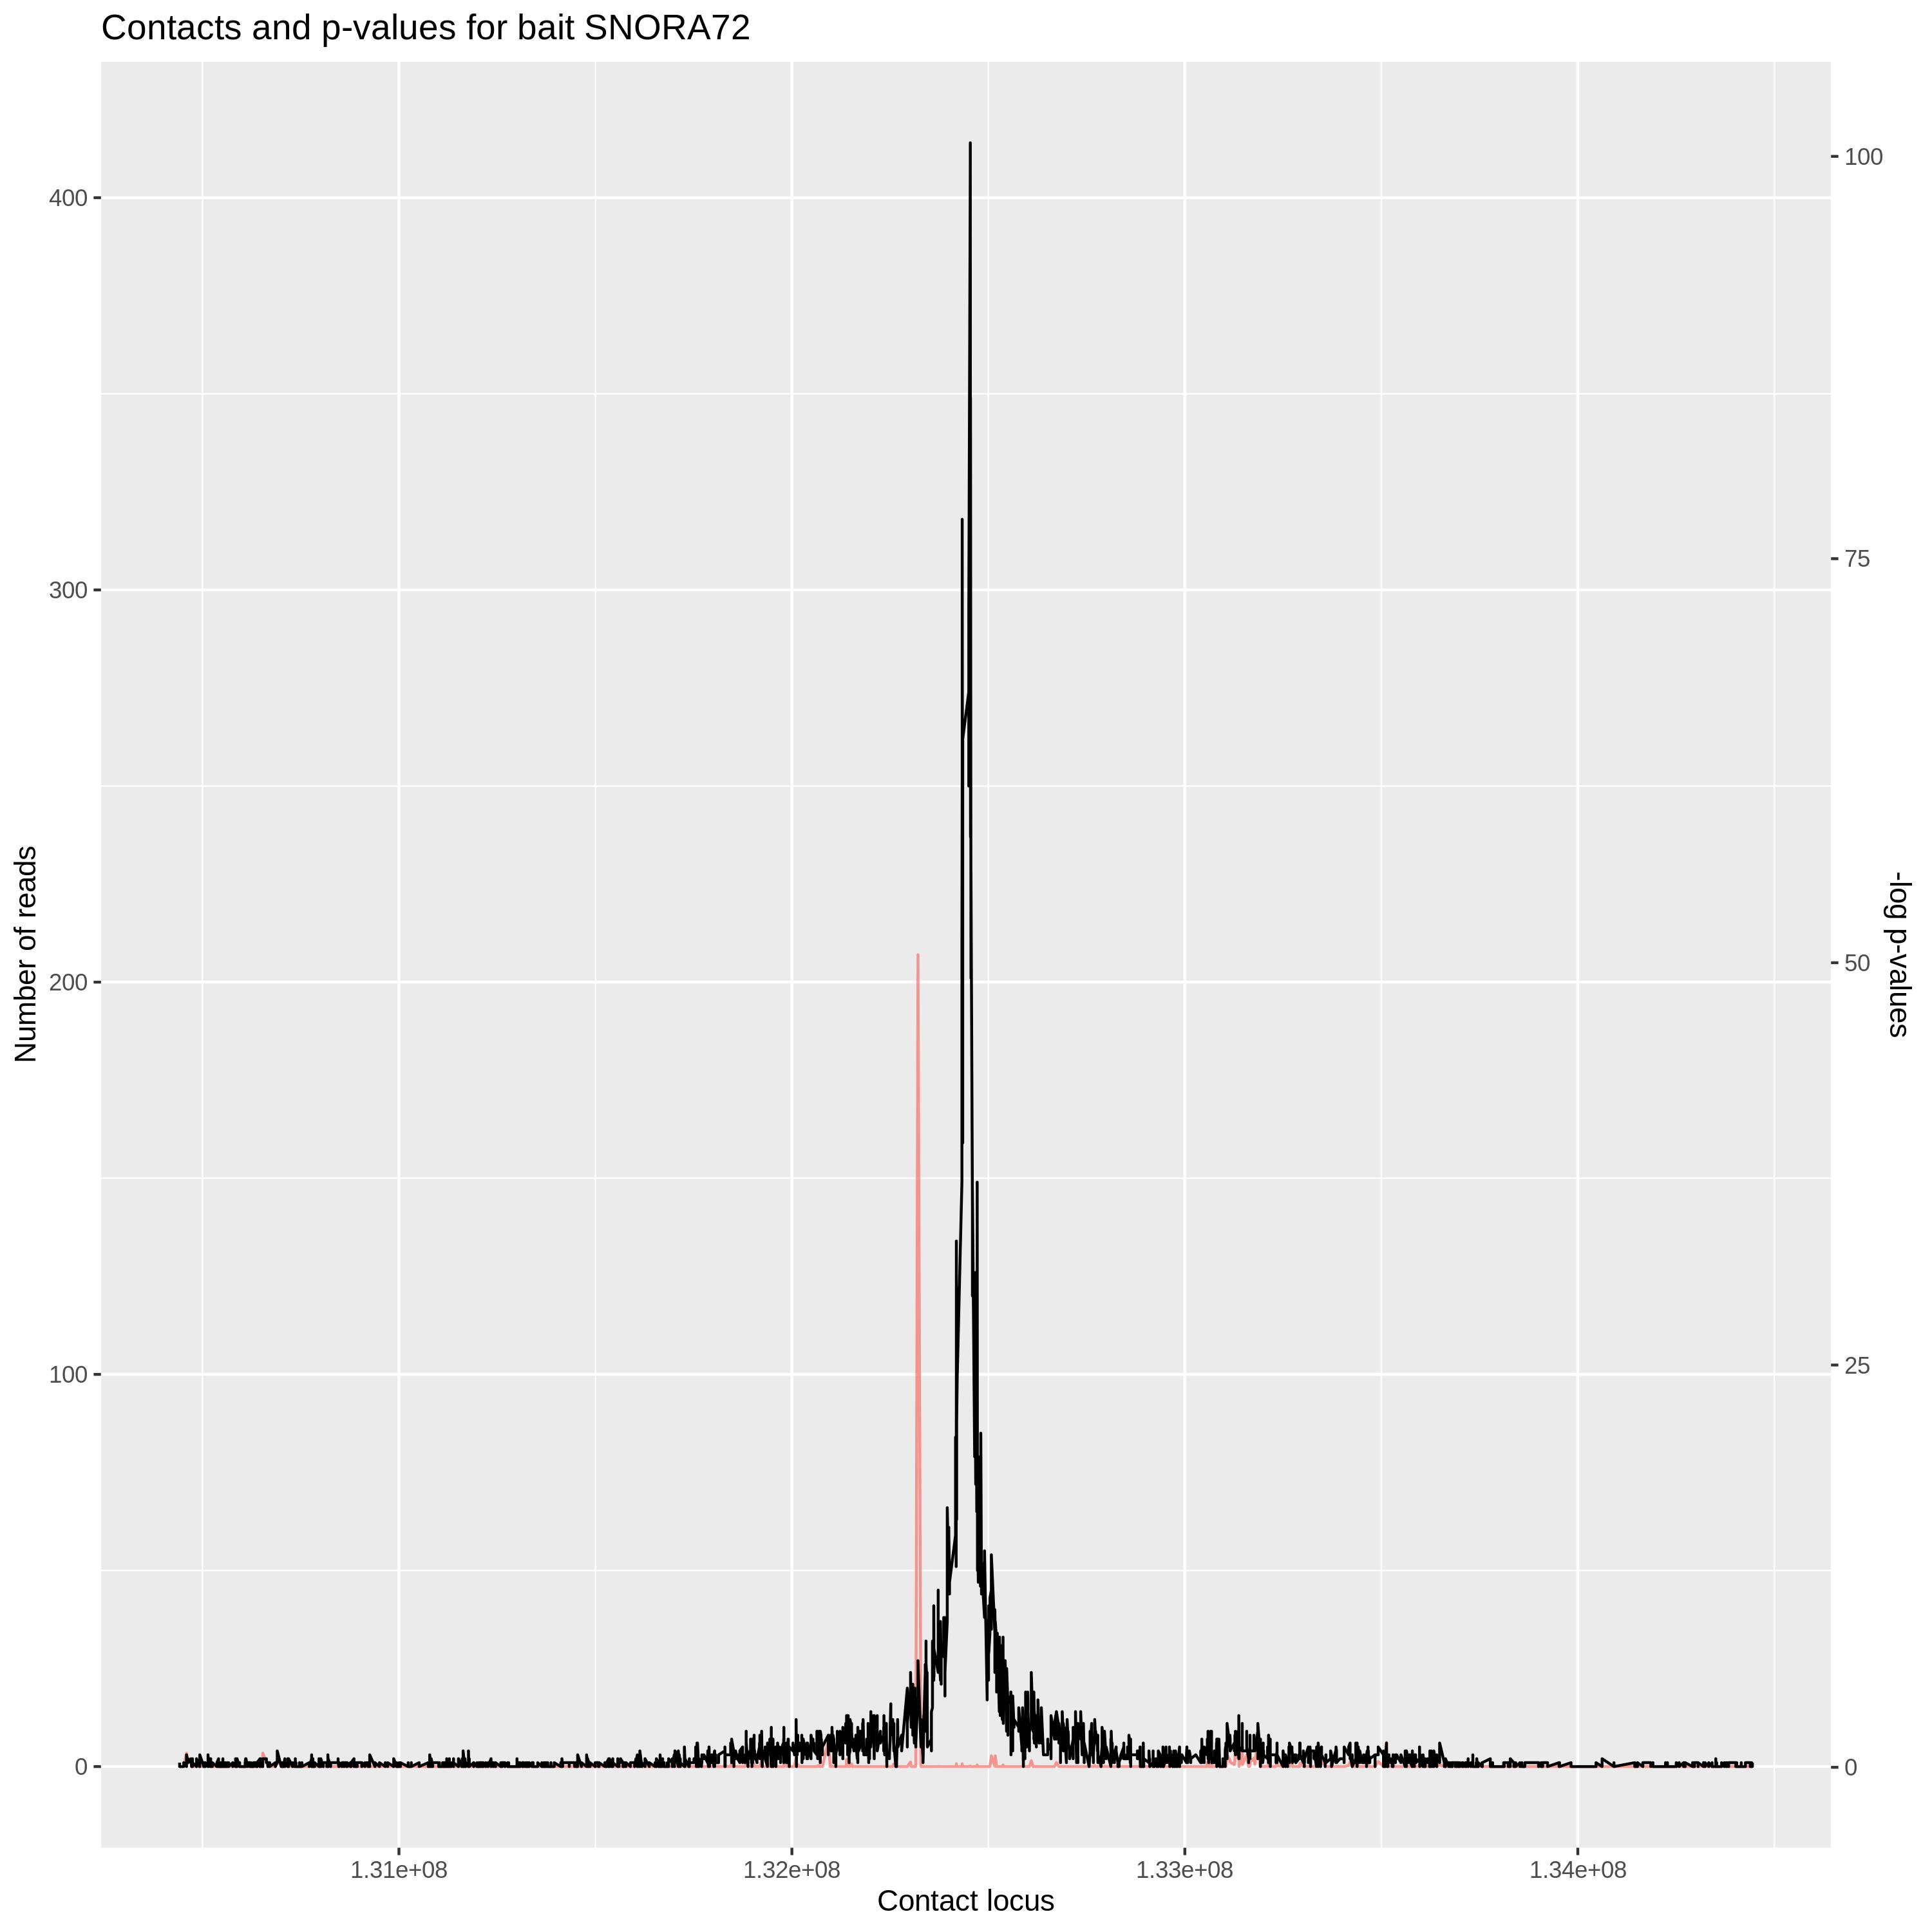 Contacts and p-values for bait SNORA72
400
300
200
100
0
Number of reads
100
75
50
25
0
-log p-values
1.31e+08
1.32e+08
1.33e+08
1.34e+08
Contact locus